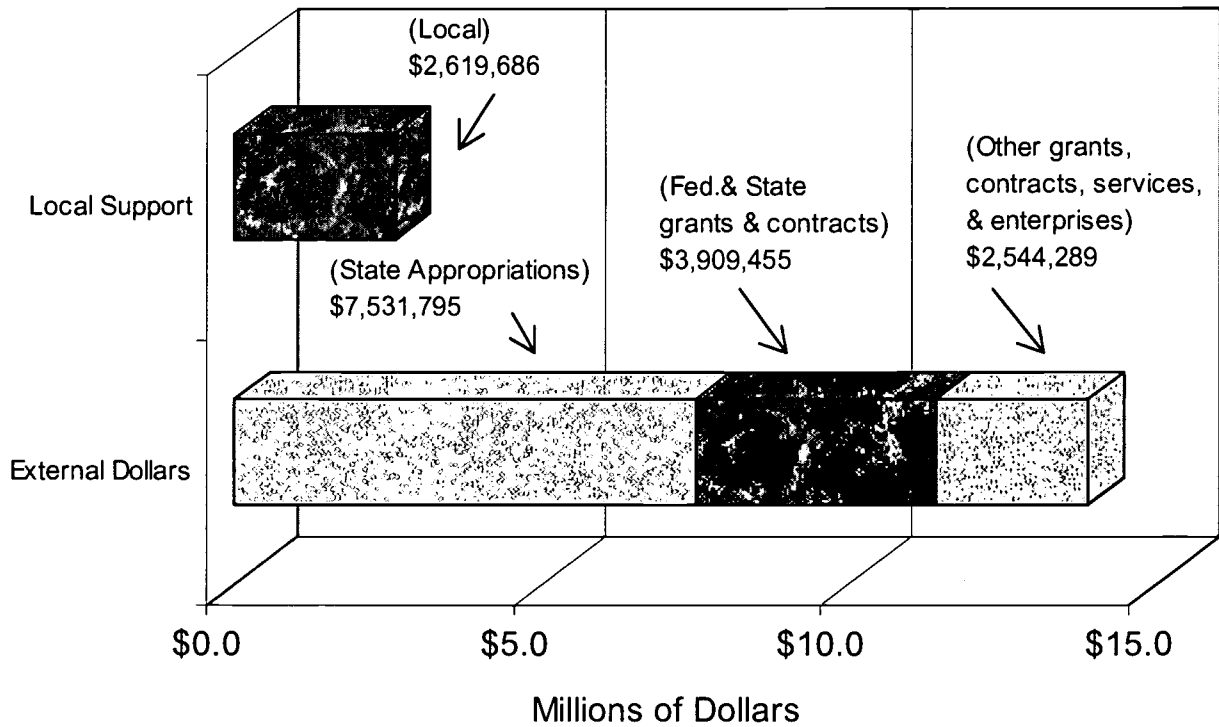 (Local)
$2,619,686
(Other grants,
contracts, services,
& enterprises)
$2,544,289
(Fed.& State
grants & contracts)
$3,909,455
Local Support
(State Appropriations)
$7,531,795
External Dollars
$0.0
$5.0
$10.0
$15.0
Millions of Dollars